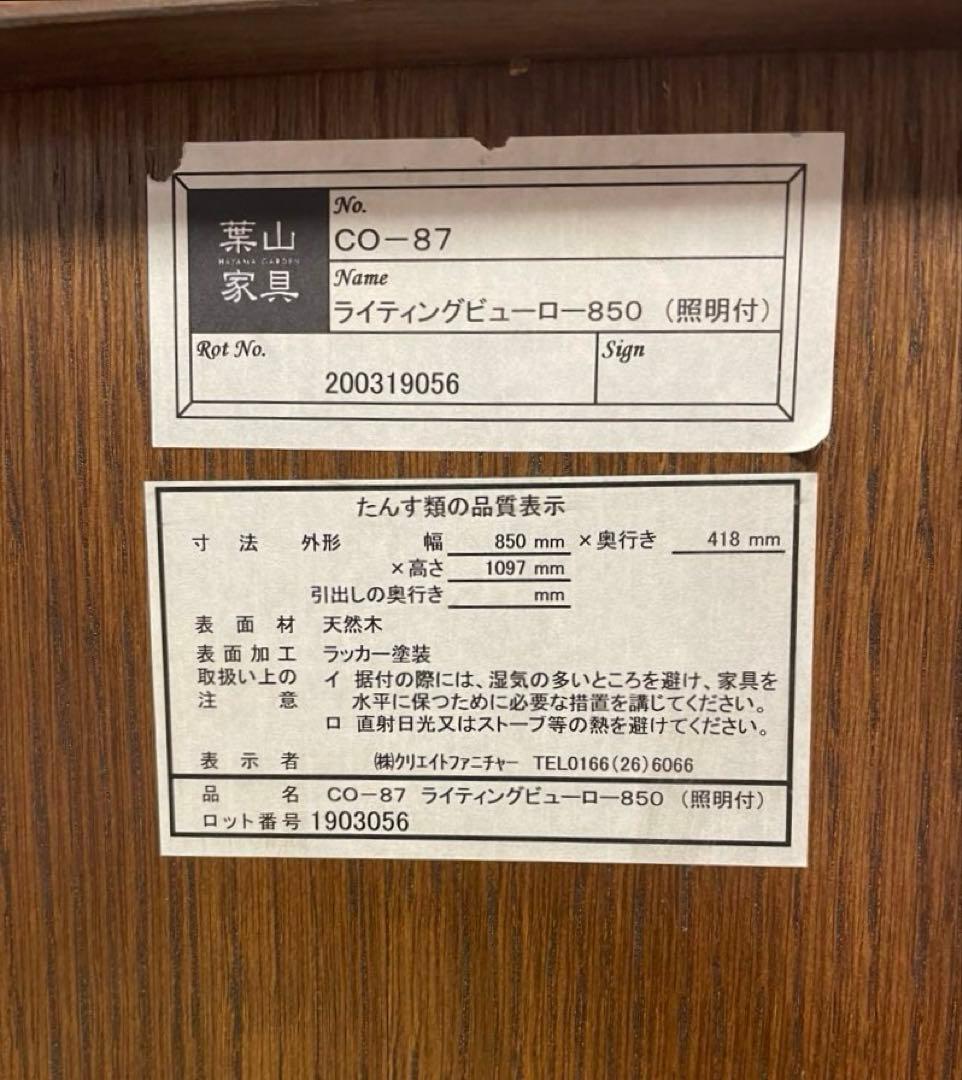 葉山
HAYAMA GARDEN
家具
No.
CO－87
Name
ライティングビューロー850 （照明付）
Rot No.
200319056
Sign
たんす類の品質表示
寸法 外形 幅 850 mm ×奥行き 418 mm
×高さ 1097 mm
引出しの奥行き mm
表面材 天然木
表面加工 ラッカー塗装
取扱い上の イ 据付の際には、湿気の多いところを避け、家具を
注意 水平に保つために必要な措置を講じてください。
ロ 直射日光又はストーブ等の熱を避けてください。
表示者 ㈱クリエイトファニチャー TEL0166(26)6066
品名 CO－87 ライティングビューロー850 （照明付）
ロット番号 1903056